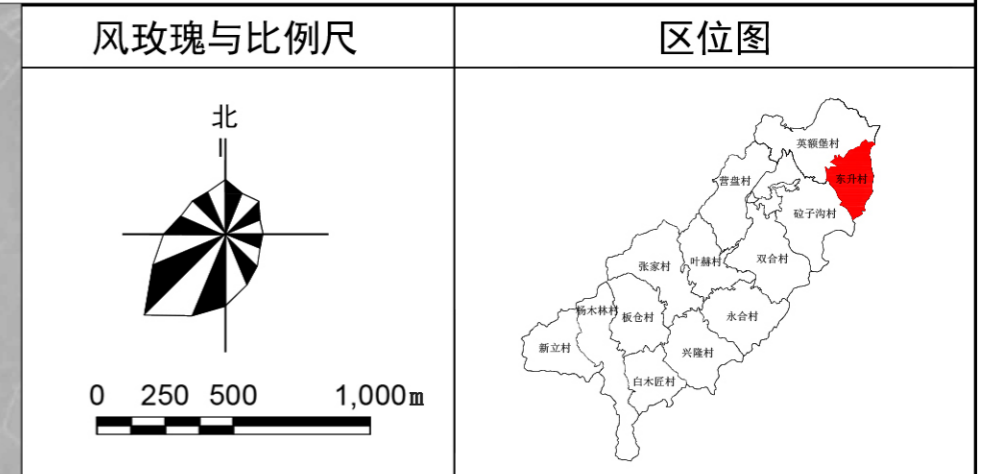 风玫瑰与比例尺
区位图
北
0 250 500 1,000m
英额堡村
东升村
营盘村
砬子沟村
双合村
叶赫村
张家村
杨木林村
板仓村
永合村
新立村
兴隆村
白木匠村